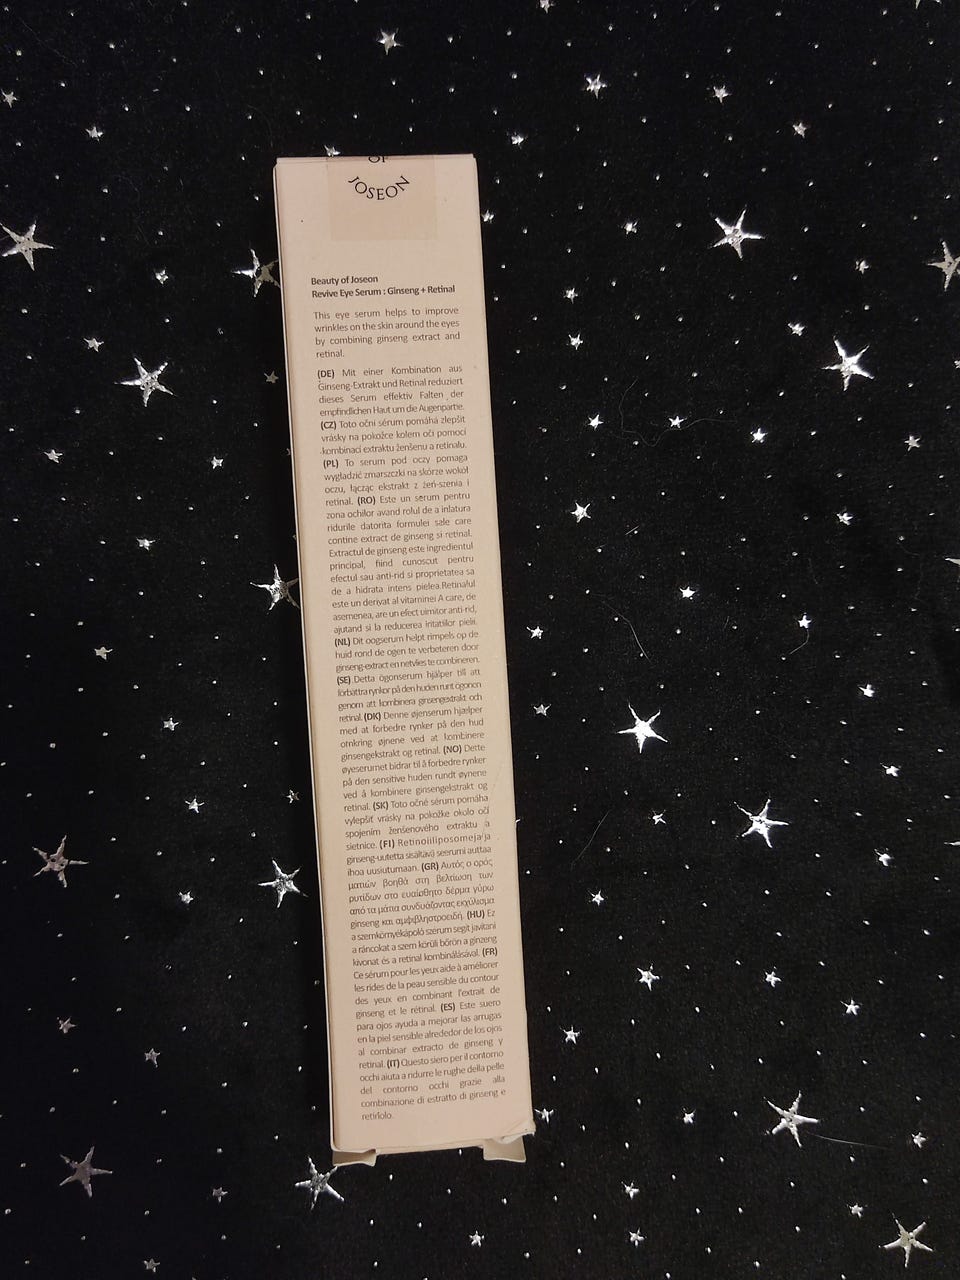 OF
JOSEON
Beauty of Joseon
Revive Eye Serum : Ginseng + Retinal
This eye serum helps to improve
wrinkles on the skin around the eyes
by combining ginseng extract and
retinal.
(DE) Mit einer Kombination aus
Ginseng-Extrakt und Retinal reduziert
dieses Serum effektiv Falten der
empfindlichen Haut um die Augenpartie.
(CZ) Toto oční sérum pomáhá zlepšit
vrásky na pokožce kolem očí pomocí
kombinací extraktu ženšenu a retinalu.
(PL) To serum pod oczy pomaga
wygładzić zmarszczki na skórze wokół
oczu, łącząc ekstrakt z żeń-szenia i
retinal. (RO) Este un serum pentru
zona ochilor avand rolul de a inlatura
ridurile datorita formulei sale care
contine extract de ginseng si retinal.
Extractul de ginseng este ingredientul
principal, fiind cunoscut pentru
efectul sau anti-rid si proprietatea sa
de a hidrata intens pielea.Retinalul
este un derivat al vitaminei A care, de
asemenea, are un efect uimitor anti-rid,
ajutand si la reducerea iritatiilor pielii.
(NL) Dit oogserum helpt rimpels op de
huid rond de ogen te verbeteren door
ginseng-extract en netvlies te combineren.
(SE) Detta ögonserum hjälper till att
förbättra rynkor på den huden runt ögonen
genom att kombinera ginsengextrakt och
retinal. (DK) Denne øjenserum hjælper
med at forbedre rynker på den hud
omkring øjnene ved at kombinere
ginsengekstrakt og retinal. (NO) Dette
øyeserumet bidrar til å forbedre rynker
på den sensitive huden rundt øynene
ved å kombinere ginsengekstrakt og
retinal. (SK) Toto očné sérum pomáha
vylepšiť vrásky na pokožke okolo očí
spojením ženšenového extraktu a
sietnice. (FI) Retinoliliposomeja ja
ginseng-uutetta sisältävä seerumi auttaa
ihoa uusiutumaan. (GR) Αυτός ο ορός
ματιών βοηθά στη βελτίωση των
ρυτίδων στο ευαίσθητο δέρμα γύρω
από τα μάτια συνδυάζοντας εκχύλισμα
ginseng και αμφιβληστροειδή. (HU) Ez
a szemkörnyékápoló szérum segít javítani
a ráncokat a szem körüli bőrön a ginzeng
kivonat és a retinal kombinálásával. (FR)
Ce sérum pour les yeux aide à améliorer
les rides de la peau sensible du contour
des yeux en combinant l'extrait de
ginseng et le rétinal. (ES) Este suero
para ojos ayuda a mejorar las arrugas
en la piel sensible alrededor de los ojos
al combinar extracto de ginseng y
retinal. (IT) Questo siero per il contorno
occhi aiuta a ridurre le rughe della pelle
del contorno occhi grazie alla
combinazione di estratto di ginseng e
retinolo.